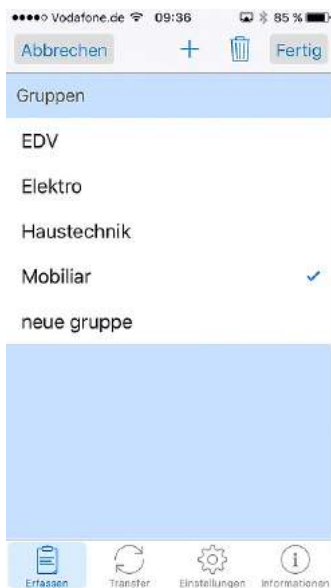 ●●●●○ Vodafone.de 09:36 85 %
Abbrechen + Fertig
Gruppen
EDV
Elektro
Haustechnik
Mobiliar
neue gruppe
Erfassen Transfer Einstellungen Informationen